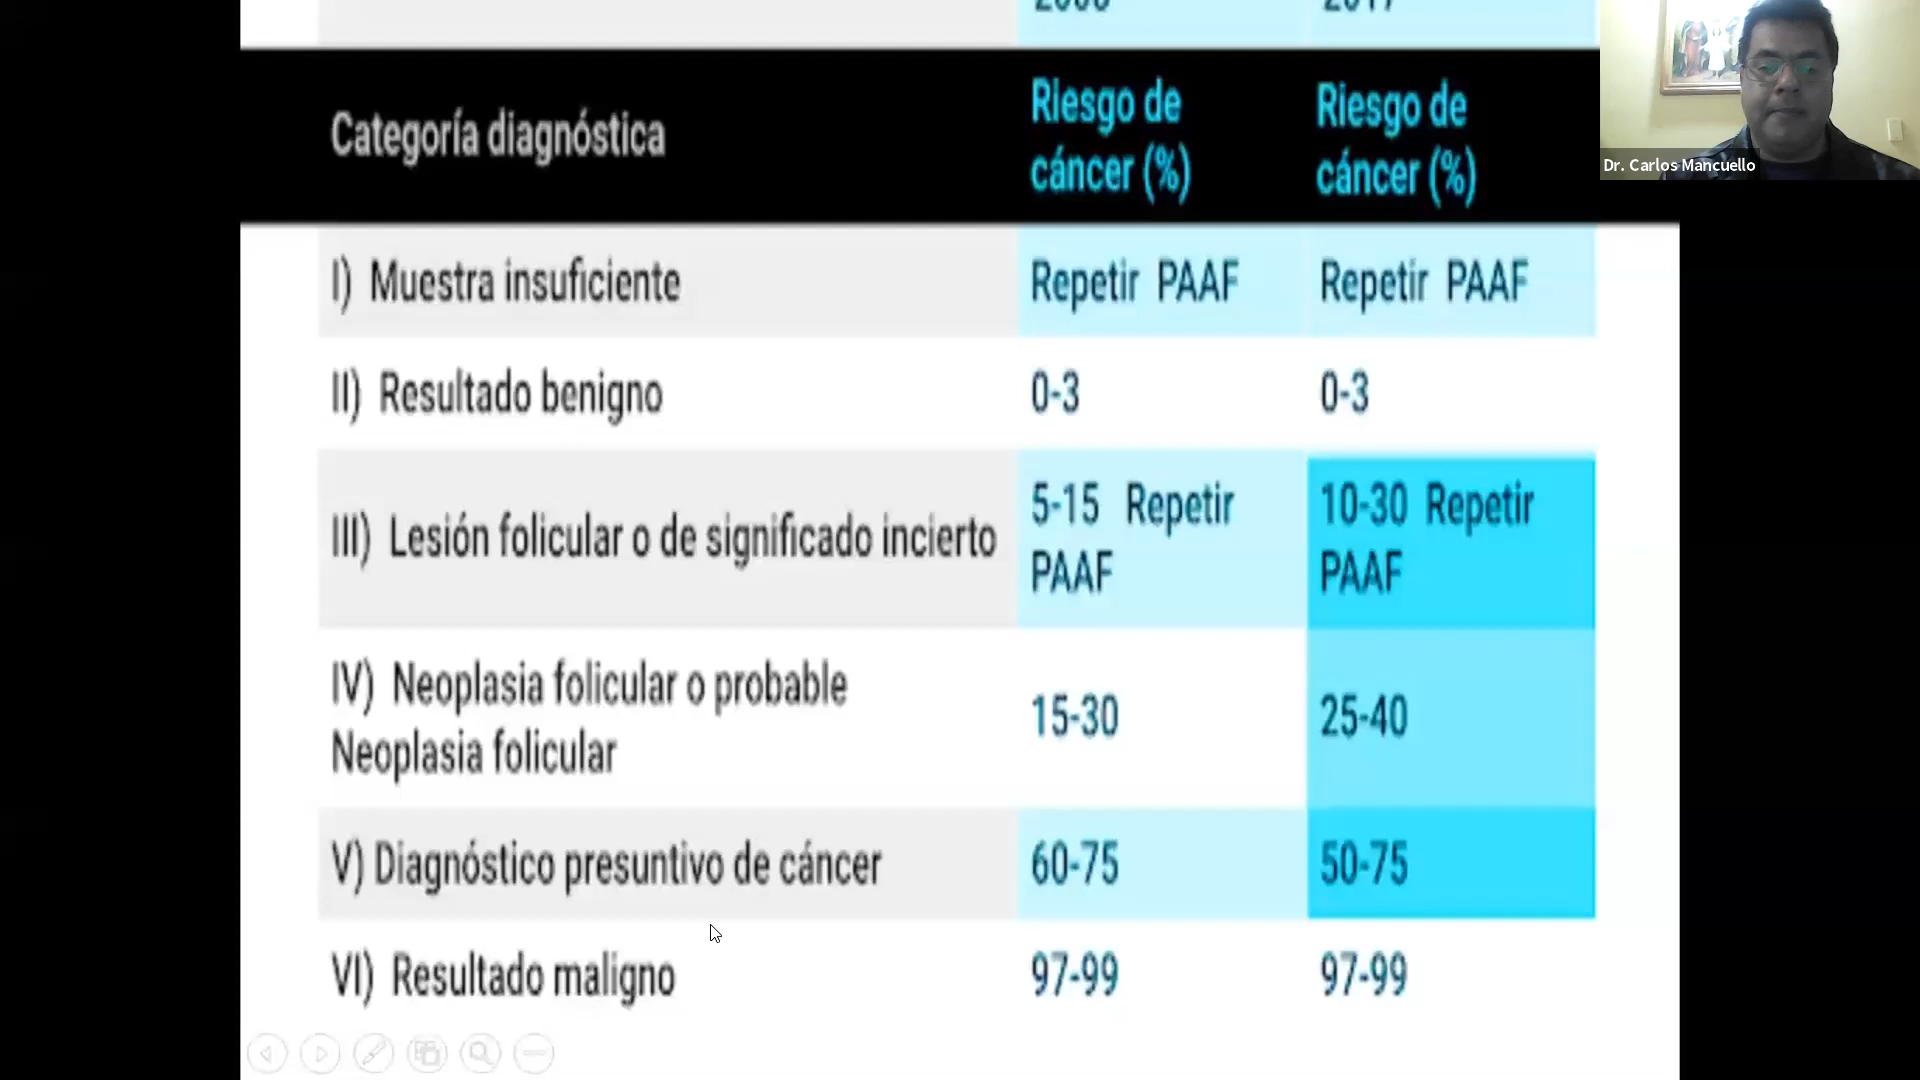 Categoría diagnóstica
Riesgo de
cáncer (%)
Riesgo de
cáncer (%)
Dr. Carlos Mancuello
I) Muestra insuficiente
Repetir PAAF
Repetir PAAF
II) Resultado benigno
0-3
0-3
III) Lesión folicular o de significado incierto
5-15 Repetir
PAAF
10-30 Repetir
PAAF
IV) Neoplasia folicular o probable
Neoplasia folicular
15-30
25-40
V) Diagnóstico presuntivo de cáncer
60-75
50-75
VI) Resultado maligno
97-99
97-99